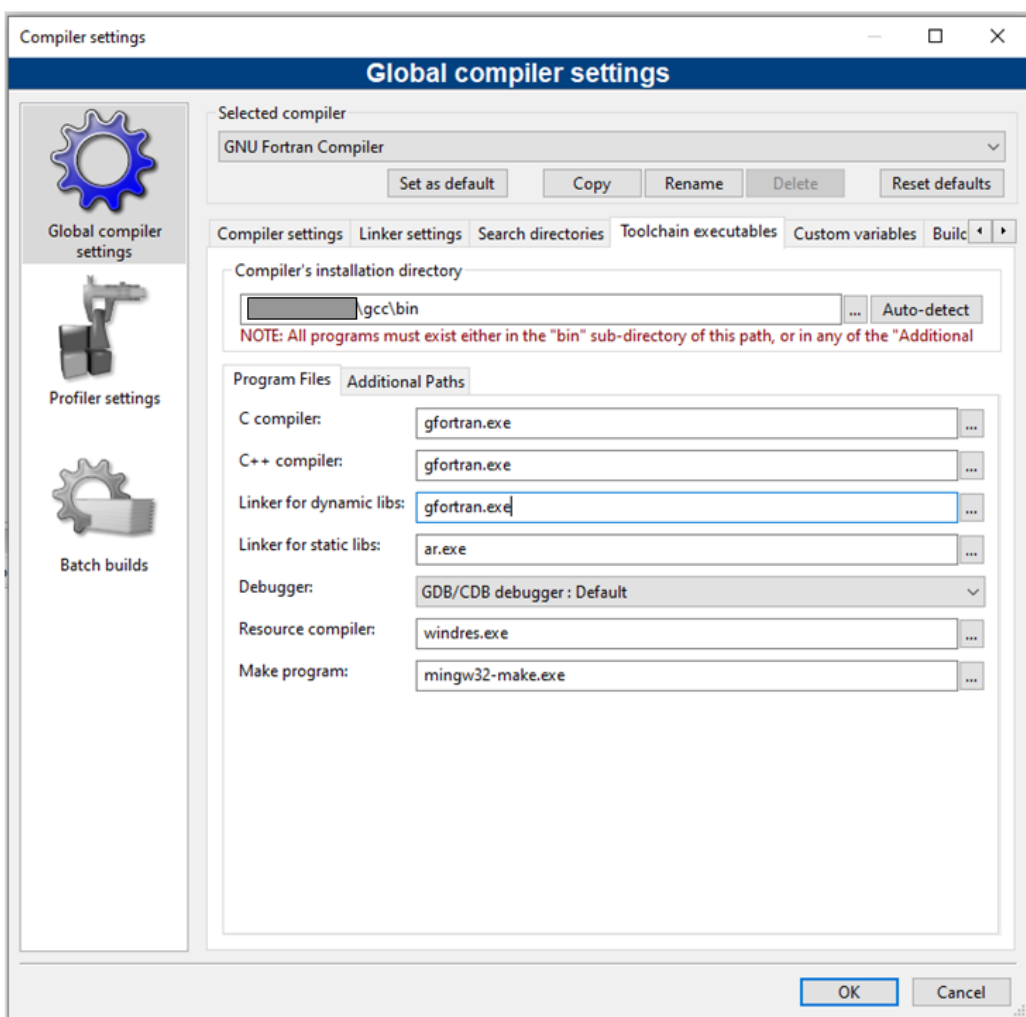 Compiler settings
Global compiler settings
Global compiler
settings
Profiler settings
Batch builds
Selected compiler
GNU Fortran Compiler
Set as default Copy Rename Delete Reset defaults
Compiler settings Linker settings Search directories Toolchain executables Custom variables Builc
Compiler's installation directory
\gcc\bin ... Auto-detect
NOTE: All programs must exist either in the "bin" sub-directory of this path, or in any of the "Additional
Program Files Additional Paths
C compiler: gfortran.exe ...
C++ compiler: gfortran.exe ...
Linker for dynamic libs: gfortran.exe ...
Linker for static libs: ar.exe ...
Debugger: GDB/CDB debugger : Default
Resource compiler: windres.exe ...
Make program: mingw32-make.exe ...
OK Cancel